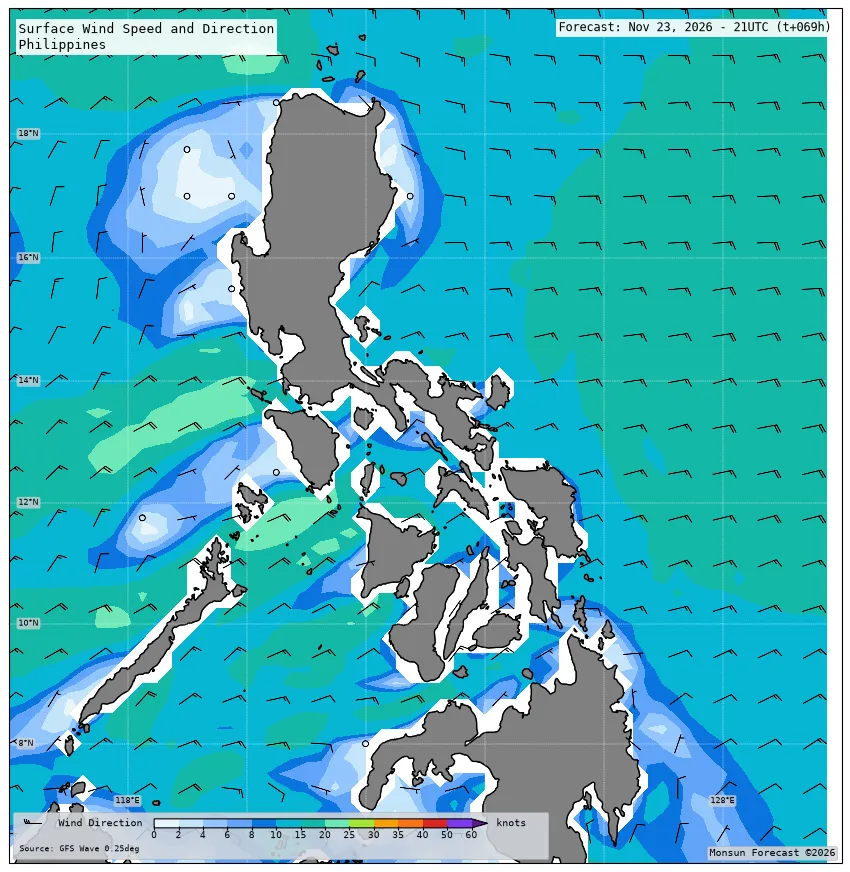 Surface Wind Speed and Direction
Philippines
Forecast: Nov 23, 2026 - 21UTC (t+069h)
18°N
16°N
14°N
12°N
10°N
8°N
118°E
128°E
Wind Direction
knots
0 2 4 6 8 10 15 20 25 30 35 40 50 60
Source: GFS Wave 0.25deg
Monsun Forecast ©2026